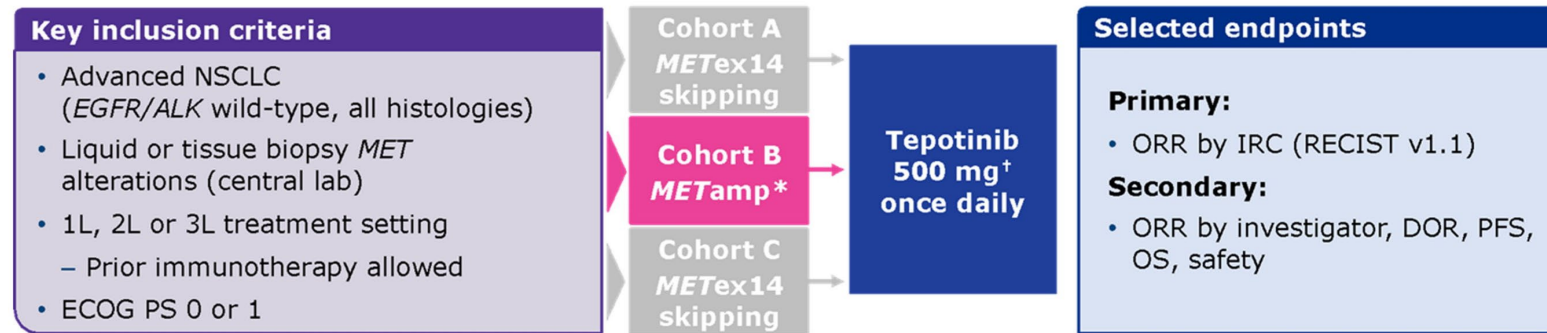 Key inclusion criteria
• Advanced NSCLC
(EGFR/ALK wild-type, all histologies)
• Liquid or tissue biopsy MET
alterations (central lab)
• 1L, 2L or 3L treatment setting
– Prior immunotherapy allowed
• ECOG PS 0 or 1
Cohort A
METex14
skipping
Cohort B
METamp*
Cohort C
METex14
skipping
Tepotinib
500 mg†
once daily
Selected endpoints
Primary:
• ORR by IRC (RECIST v1.1)
Secondary:
• ORR by investigator, DOR, PFS,
OS, safety